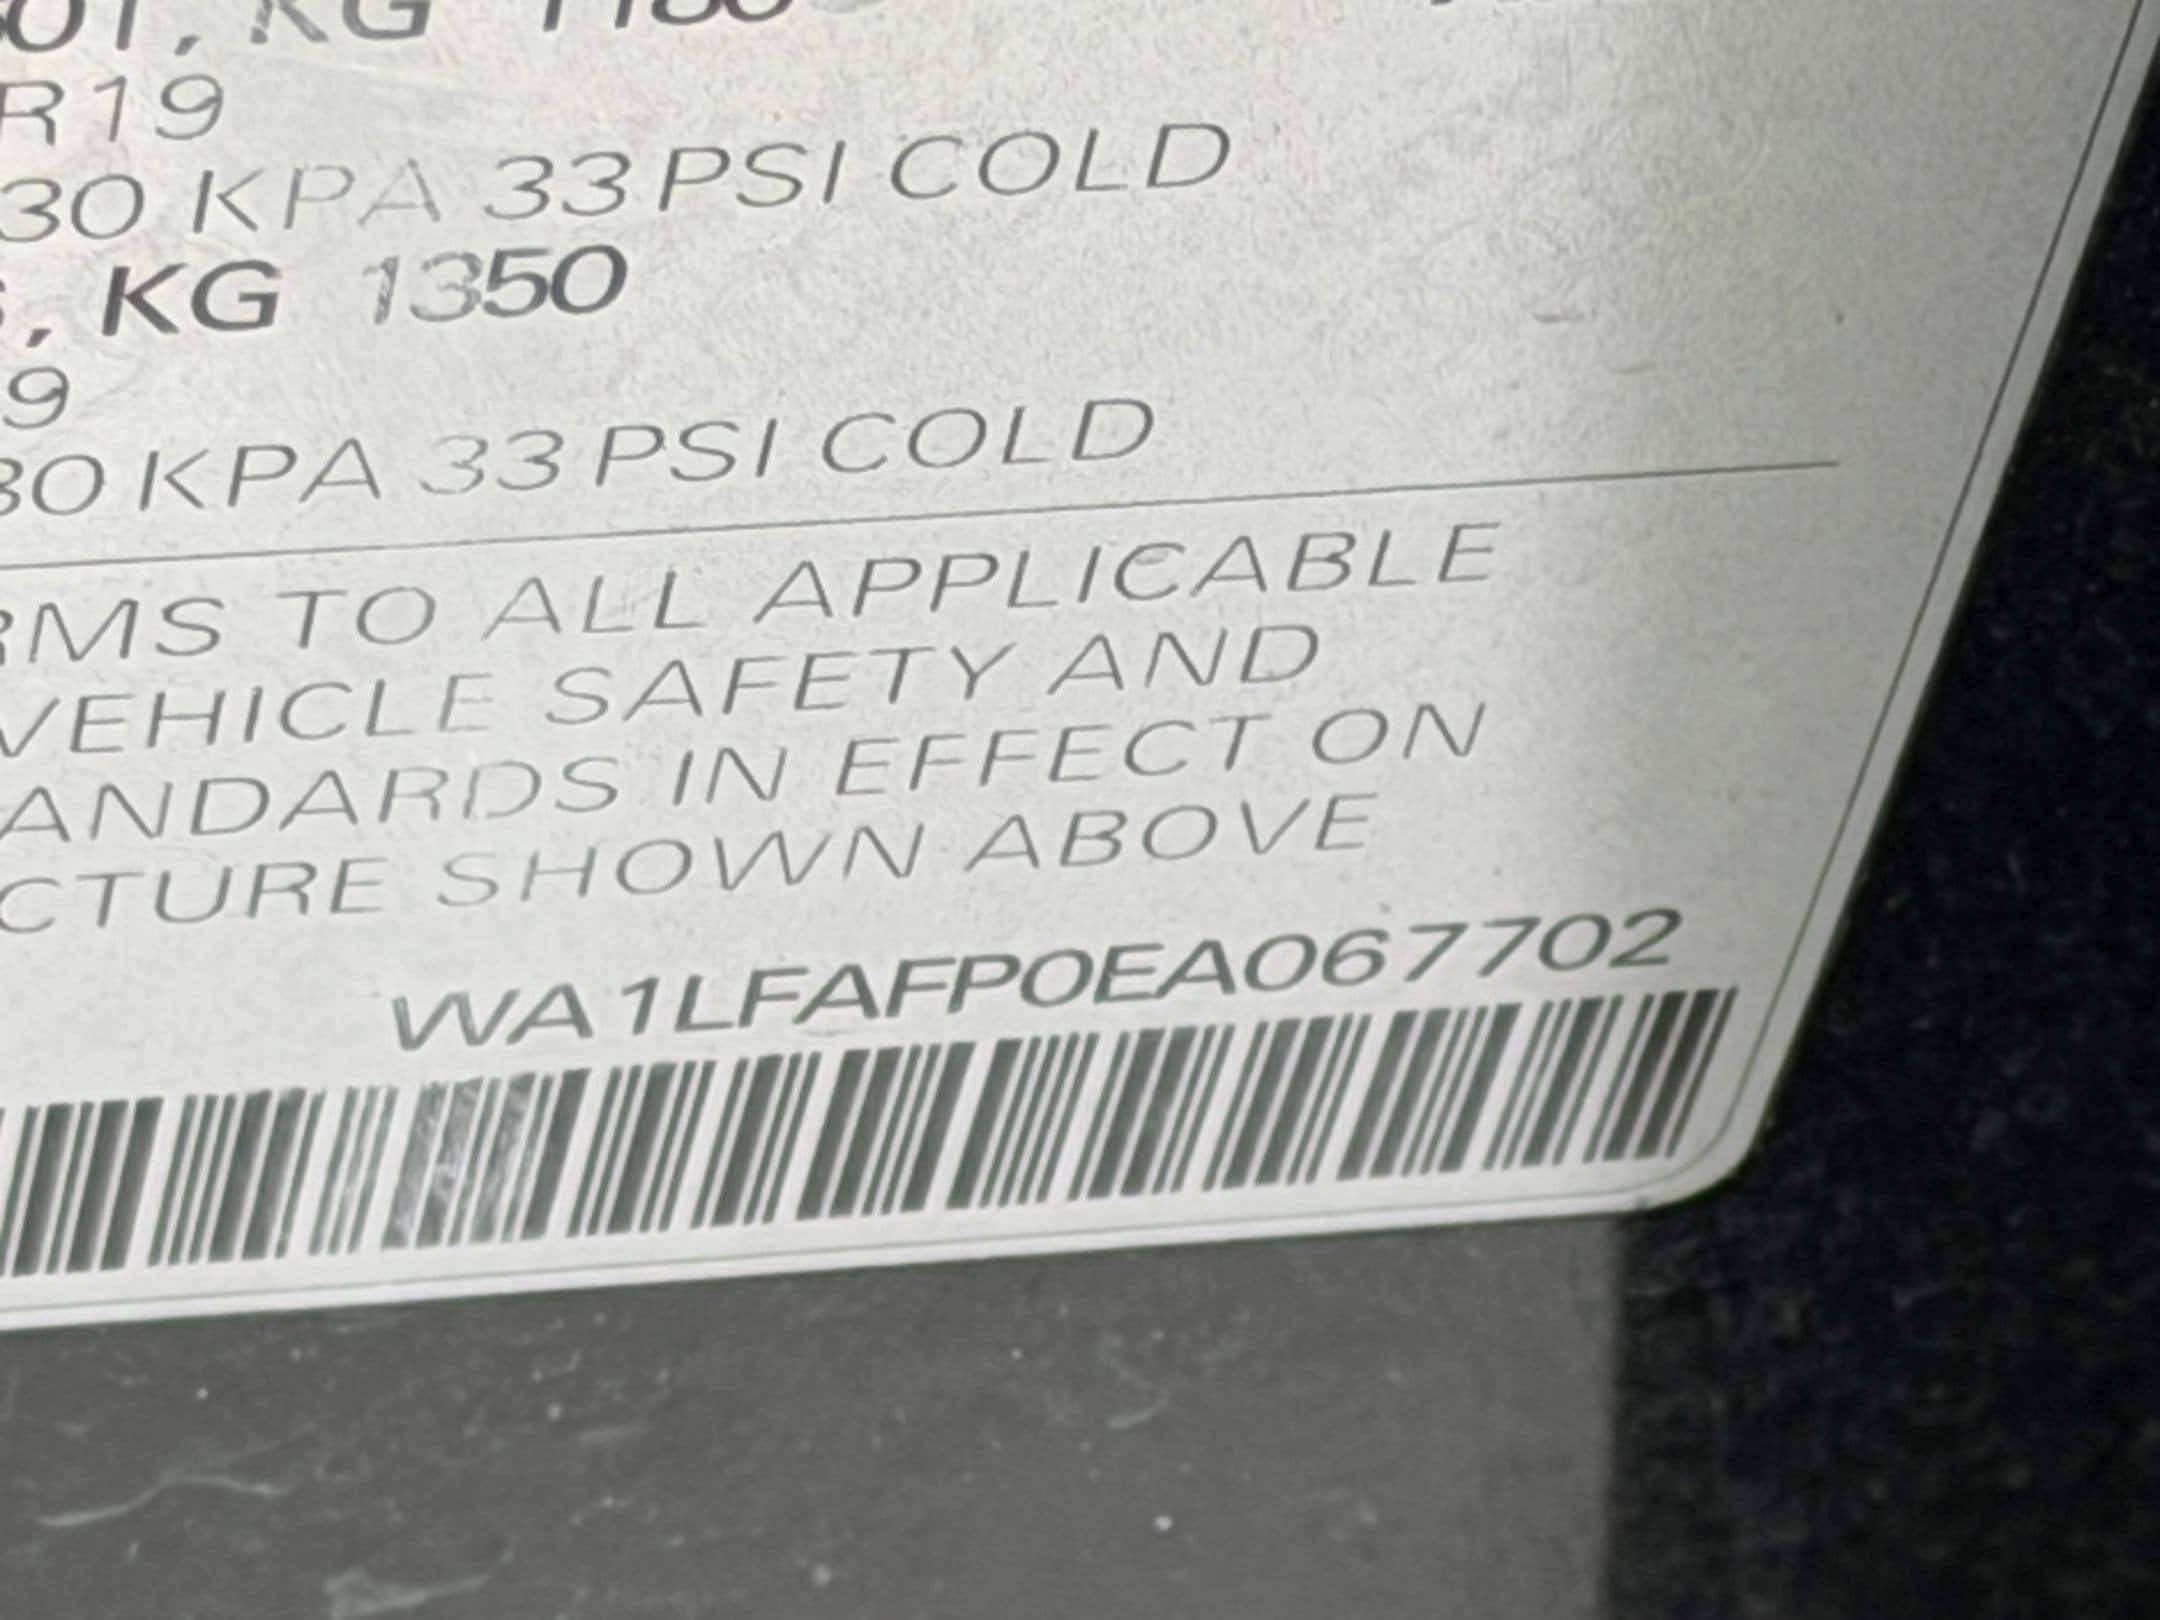 , KG
R19
30 KPA 33 PSI COLD
, KG 1350
9
30 KPA 33 PSI COLD
RMS TO ALL APPLICABLE
VEHICLE SAFETY AND
ANDARDS IN EFFECT ON
CTURE SHOWN ABOVE
WA1LFAFP0EA067702